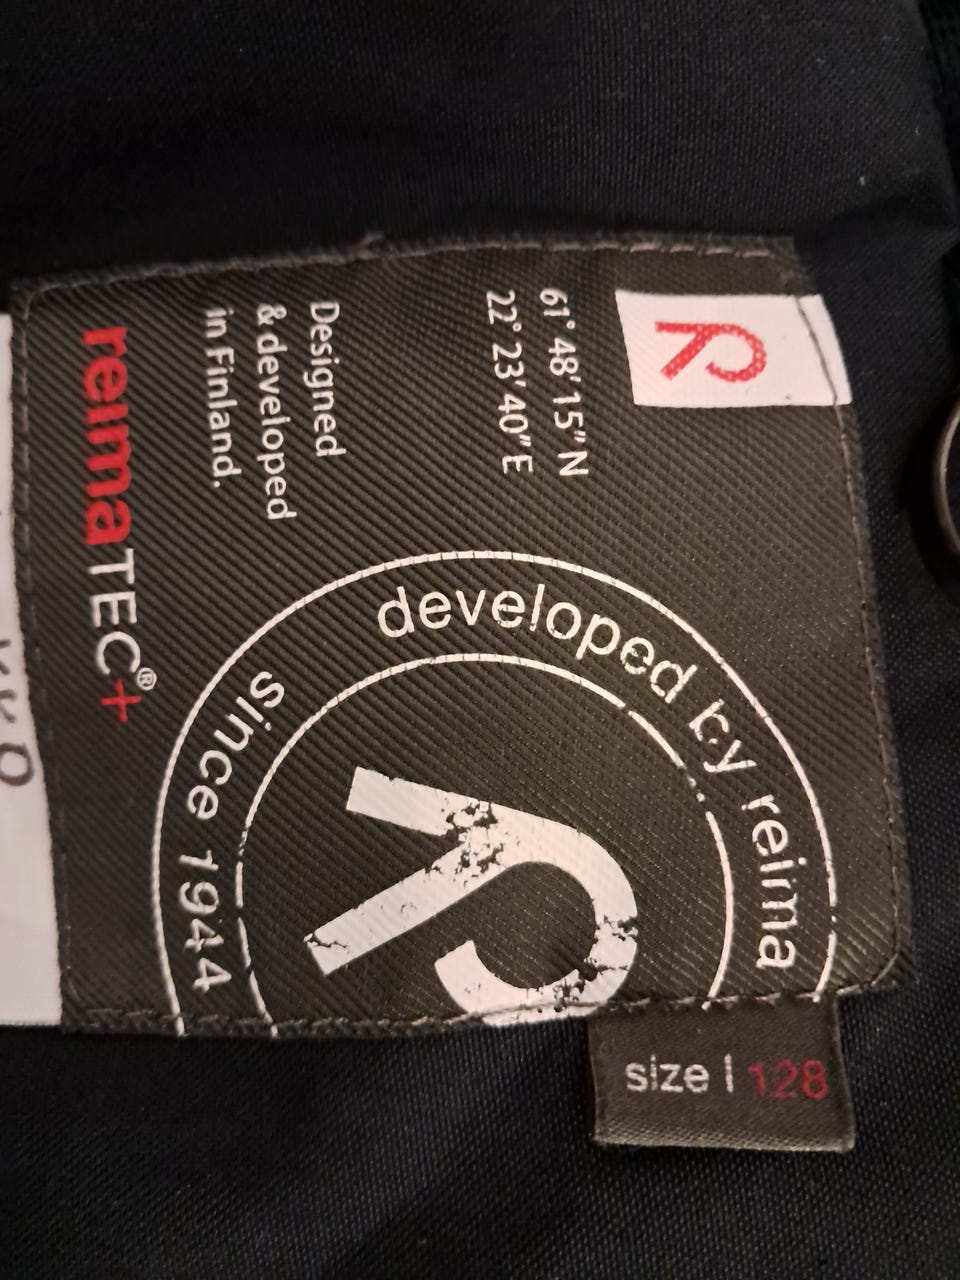 61° 48' 15" N
22° 23' 40" E
Designed
& developed
in Finland.
reimaTEC®+
developed by reima
since 1944
size | 128